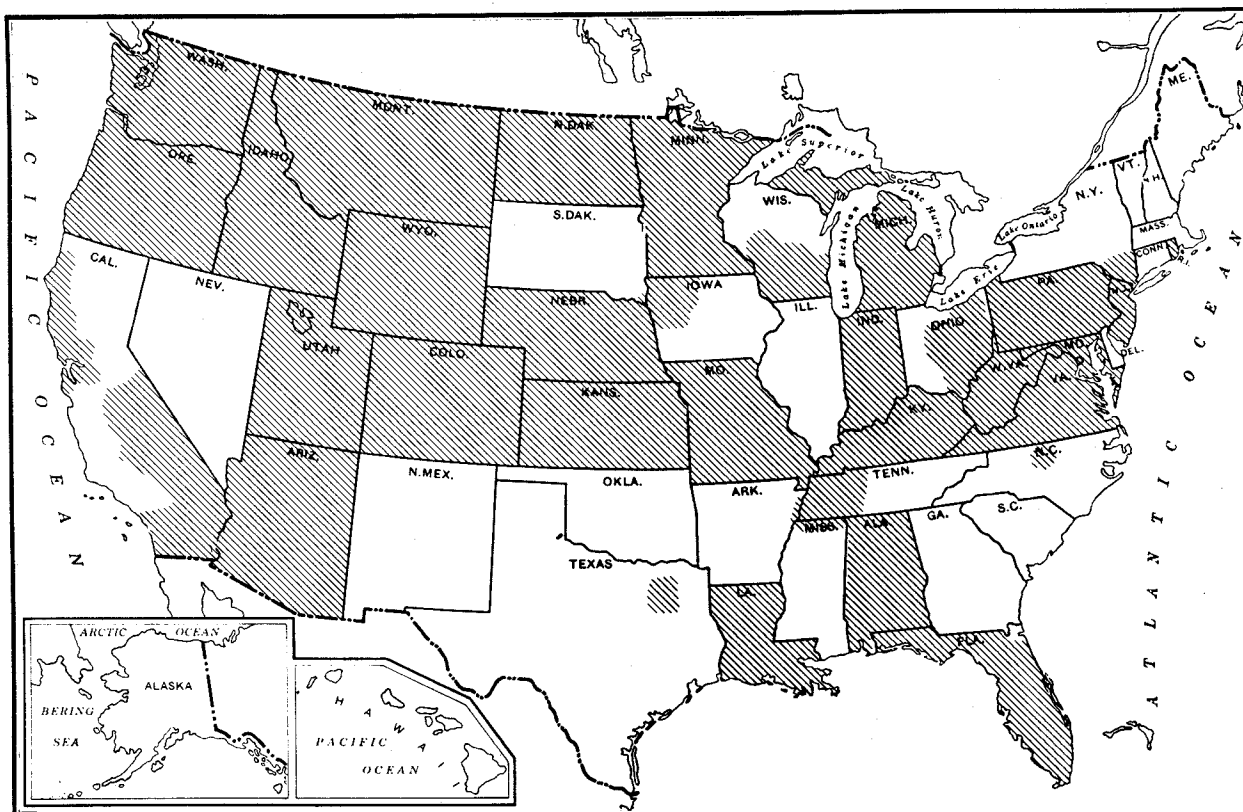 PACIFIC OCEAN
WASH.
ORE.
IDAHO
MONT.
N.DAK.
MINN.
S.DAK.
WYO.
WIS.
MICH.
Lake Superior
Lake Michigan
Lake Huron
Lake Erie
Lake Ontario
ME.
VT.
N.H.
N.Y.
MASS.
CONN.
R.I.
CAL.
NEV.
UTAH
COLO.
NEBR.
IOWA
ILL.
IND.
OHIO
PA.
N.J.
MD.
DEL.
W.VA.
VA.
KANS.
MO.
KY.
ARIZ.
N.MEX.
OKLA.
ARK.
TENN.
N.C.
S.C.
TEXAS
LA.
MISS.
ALA.
GA.
FLA.
ATLANTIC OCEAN
ARCTIC OCEAN
ALASKA
BERING
SEA
HAWA
PACIFIC
OCEAN